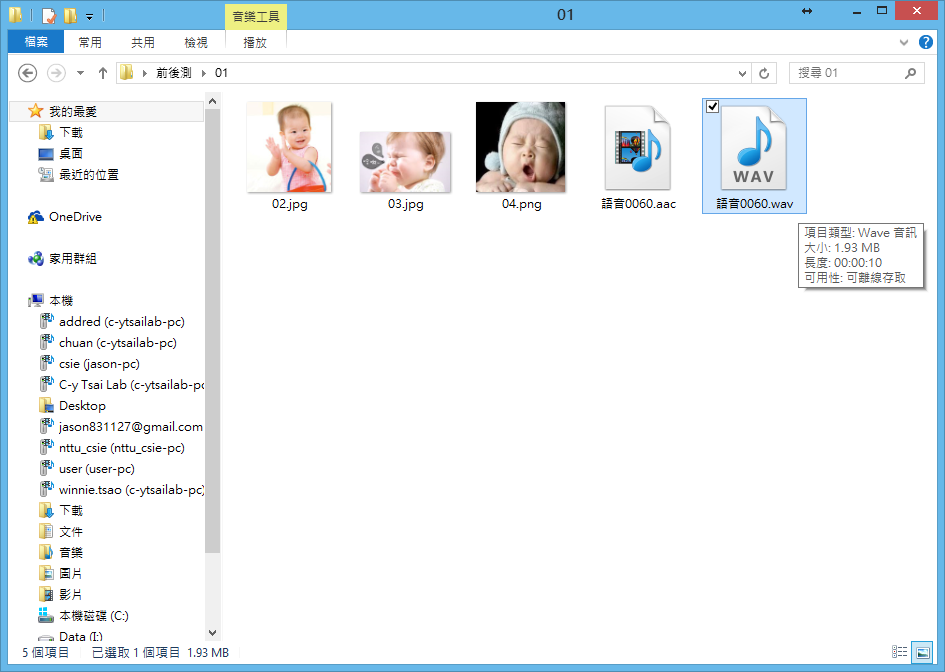 音樂工具
01
檔案
常用
共用
檢視
播放
前後測
01
搜尋 01
我的最愛
下載
桌面
最近的位置
OneDrive
家用群組
本機
addred (c-ytsailab-pc)
chuan (c-ytsailab-pc)
csie (jason-pc)
C-y Tsai Lab (c-ytsailab-pc
Desktop
jason831127@gmail.com
nttu_csie (nttu_csie-pc)
user (user-pc)
winnie.tsao (c-ytsailab-pc)
下載
文件
音樂
圖片
影片
本機磁碟 (C:)
Data (I:)
02.jpg
03.jpg
04.png
語音0060.aac
WAV
語音0060.wav
項目類型: Wave 音訊
大小: 1.93 MB
長度: 00:00:10
可用性: 可離線存取
5 個項目
已選取 1 個項目 1.93 MB